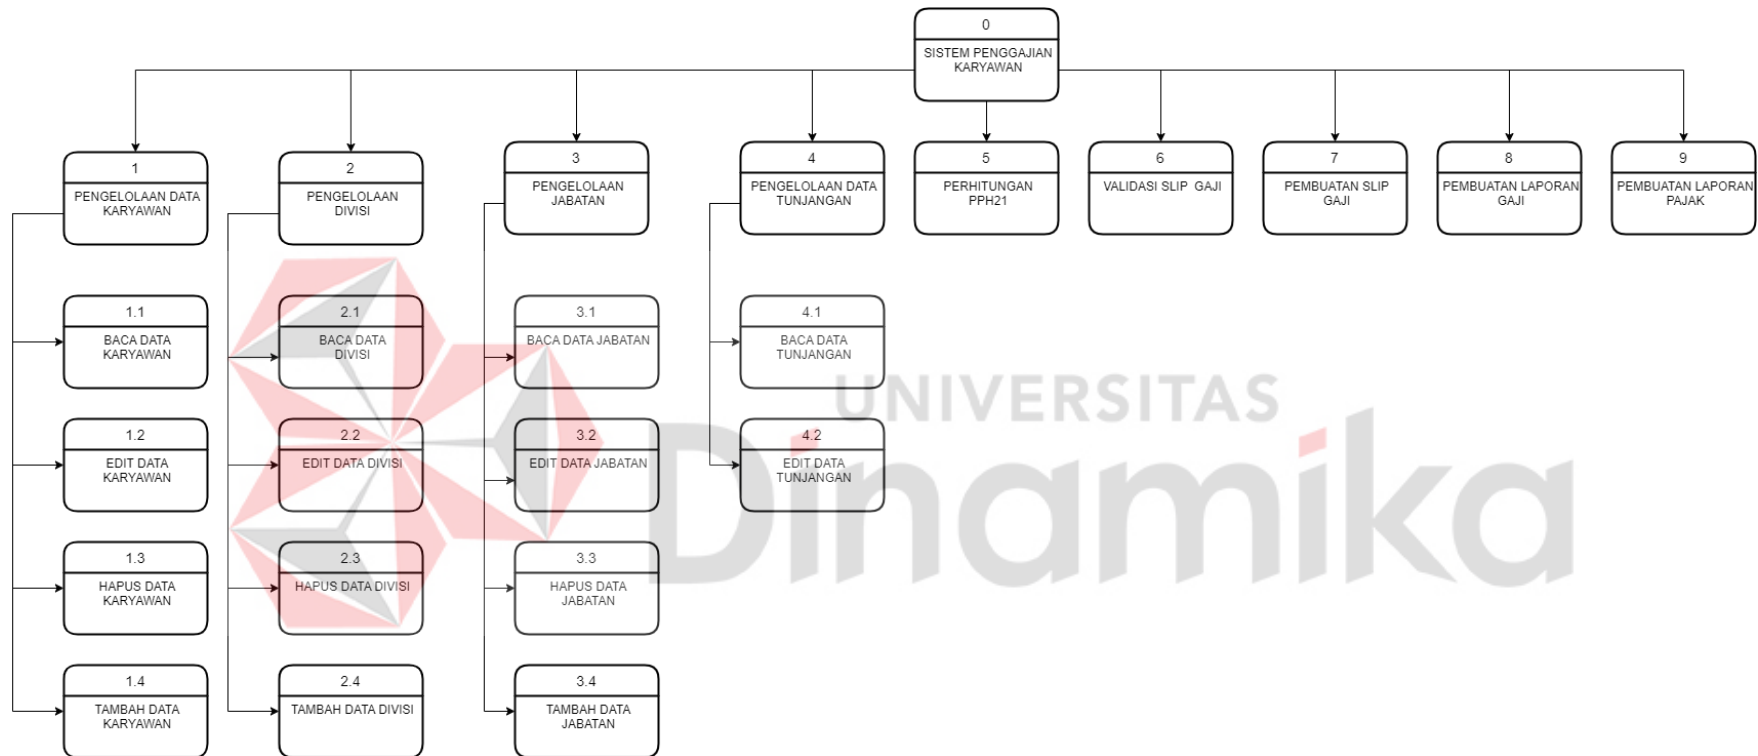 0
SISTEM PENGGAJIAN
KARYAWAN
1
PENGELOLAAN DATA
KARYAWAN
2
PENGELOLAAN
DIVISI
3
PENGELOLAAN
JABATAN
4
PENGELOLAAN DATA
TUNJANGAN
5
PERHITUNGAN
PPH21
6
VALIDASI SLIP GAJI
7
PEMBUATAN SLIP
GAJI
8
PEMBUATAN LAPORAN
GAJI
9
PEMBUATAN LAPORAN
PAJAK
1.1
BACA DATA
KARYAWAN
2.1
BACA DATA
DIVISI
3.1
BACA DATA JABATAN
4.1
BACA DATA
TUNJANGAN
1.2
EDIT DATA
KARYAWAN
2.2
EDIT DATA DIVISI
3.2
EDIT DATA JABATAN
4.2
EDIT DATA
TUNJANGAN
1.3
HAPUS DATA
KARYAWAN
2.3
HAPUS DATA DIVISI
3.3
HAPUS DATA
JABATAN
1.4
TAMBAH DATA
KARYAWAN
2.4
TAMBAH DATA DIVISI
3.4
TAMBAH DATA
JABATAN
UNIVERSITAS
Dinamika